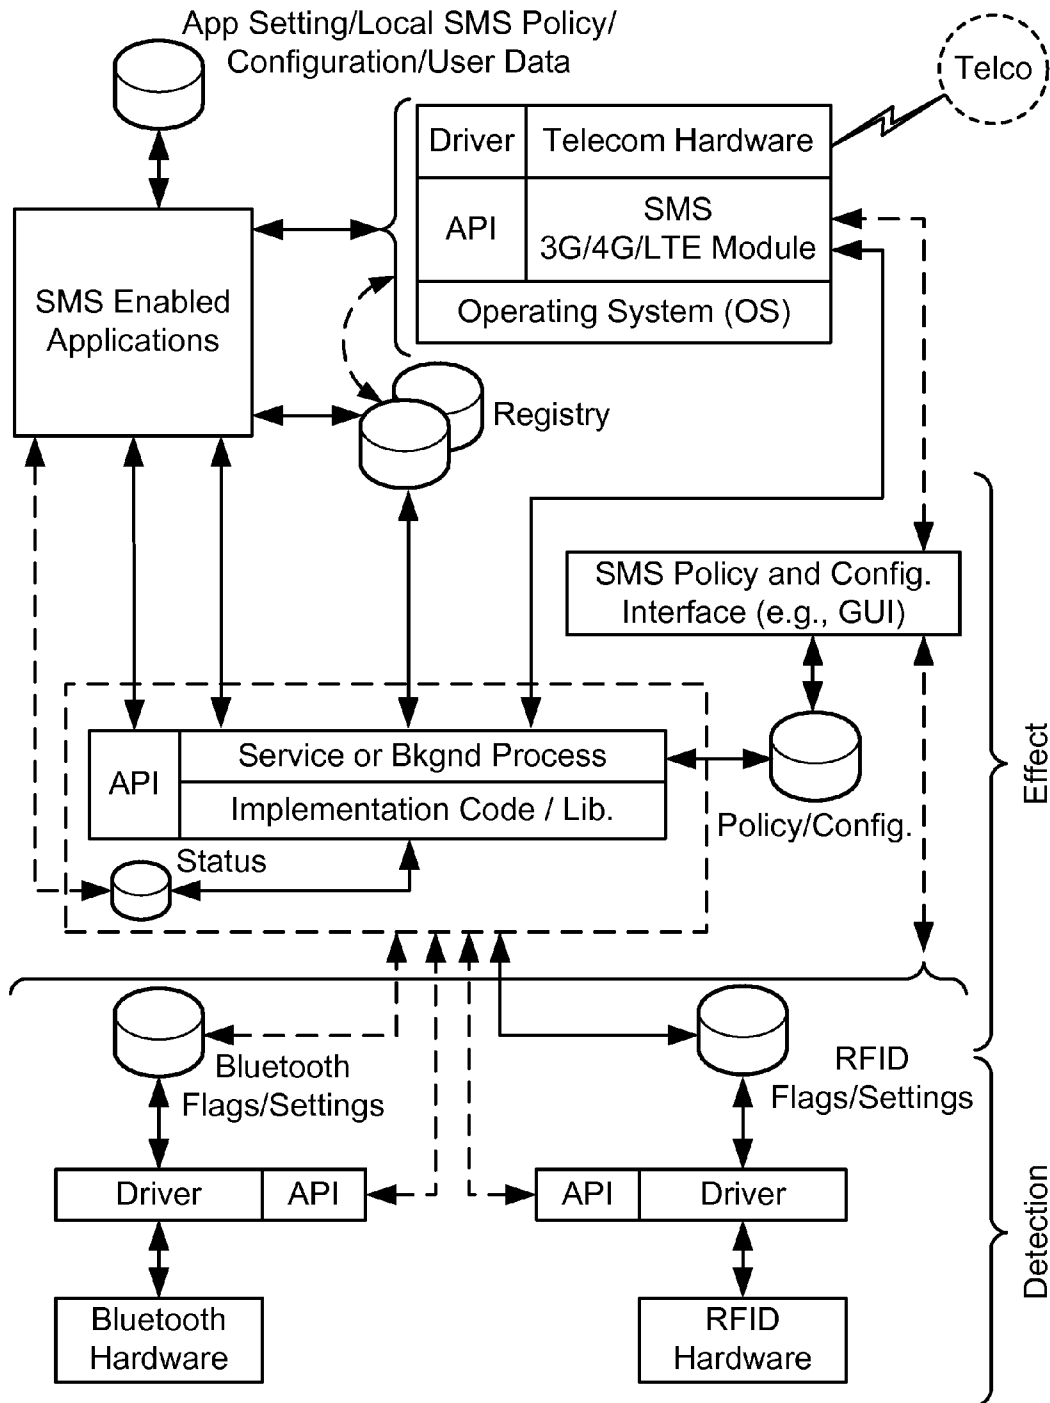 App Setting/Local SMS Policy/
Configuration/User Data
Telco
Driver
Telecom Hardware
API
SMS
3G/4G/LTE Module
Operating System (OS)
SMS Enabled
Applications
Registry
SMS Policy and Config.
Interface (e.g., GUI)
API
Service or Bkgnd Process
Implementation Code / Lib.
Policy/Config.
Status
Effect
Bluetooth
Flags/Settings
RFID
Flags/Settings
Driver
API
API
Driver
Detection
Bluetooth
Hardware
RFID
Hardware